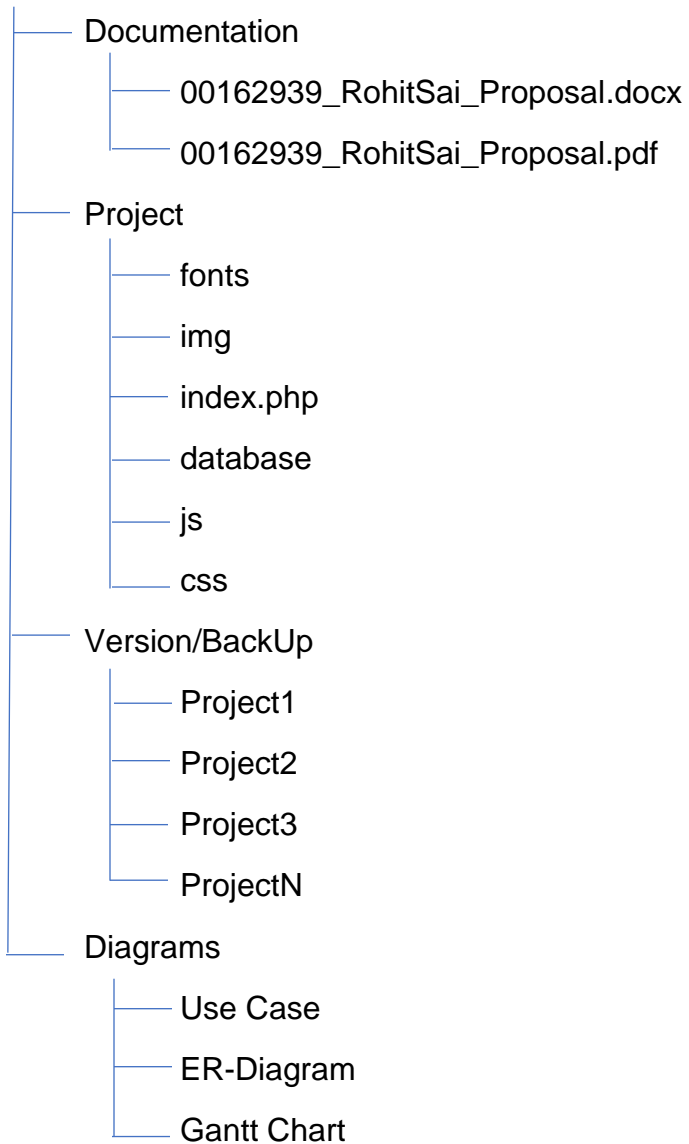 Documentation
00162939_RohitSai_Proposal.docx
00162939_RohitSai_Proposal.pdf
Project
fonts
img
index.php
database
js
css
Version/BackUp
Project1
Project2
Project3
ProjectN
Diagrams
Use Case
ER-Diagram
Gantt Chart